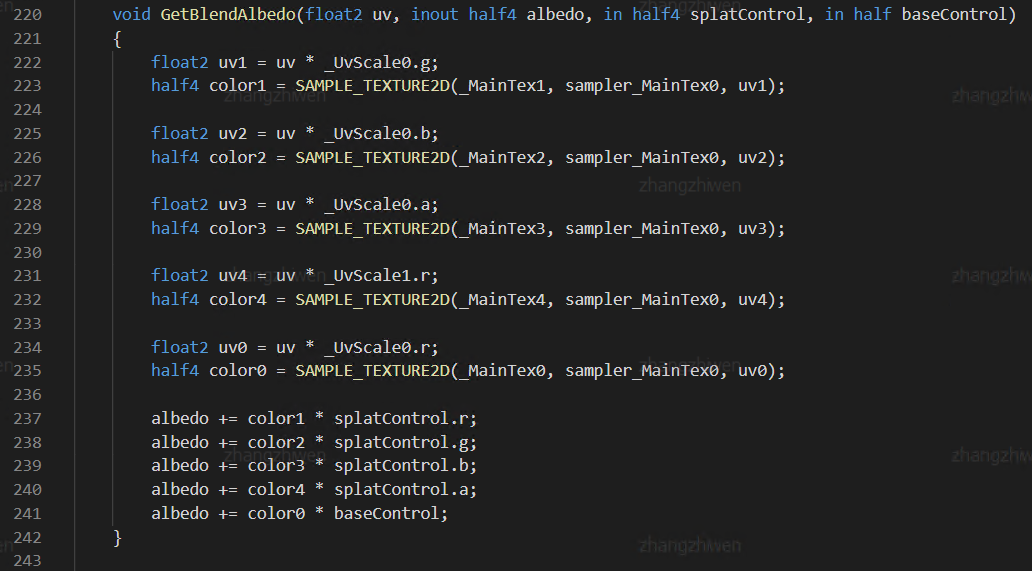 220 void GetBlendAlbedo(float2 uv, inout half4 albedo, in half4 splatControl, in half baseControl)
221 {
222 float2 uv1 = uv * _UvScale0.g;
223 half4 color1 = SAMPLE_TEXTURE2D(_MainTex1, sampler_MainTex0, uv1);
224
225 float2 uv2 = uv * _UvScale0.b;
226 half4 color2 = SAMPLE_TEXTURE2D(_MainTex2, sampler_MainTex0, uv2);
227
228 float2 uv3 = uv * _UvScale0.a;
229 half4 color3 = SAMPLE_TEXTURE2D(_MainTex3, sampler_MainTex0, uv3);
230
231 float2 uv4 = uv * _UvScale1.r;
232 half4 color4 = SAMPLE_TEXTURE2D(_MainTex4, sampler_MainTex0, uv4);
233
234 float2 uv0 = uv * _UvScale0.r;
235 half4 color0 = SAMPLE_TEXTURE2D(_MainTex0, sampler_MainTex0, uv0);
236
237 albedo += color1 * splatControl.r;
238 albedo += color2 * splatControl.g;
239 albedo += color3 * splatControl.b;
240 albedo += color4 * splatControl.a;
241 albedo += color0 * baseControl;
242 }
243
zhangzhiwen